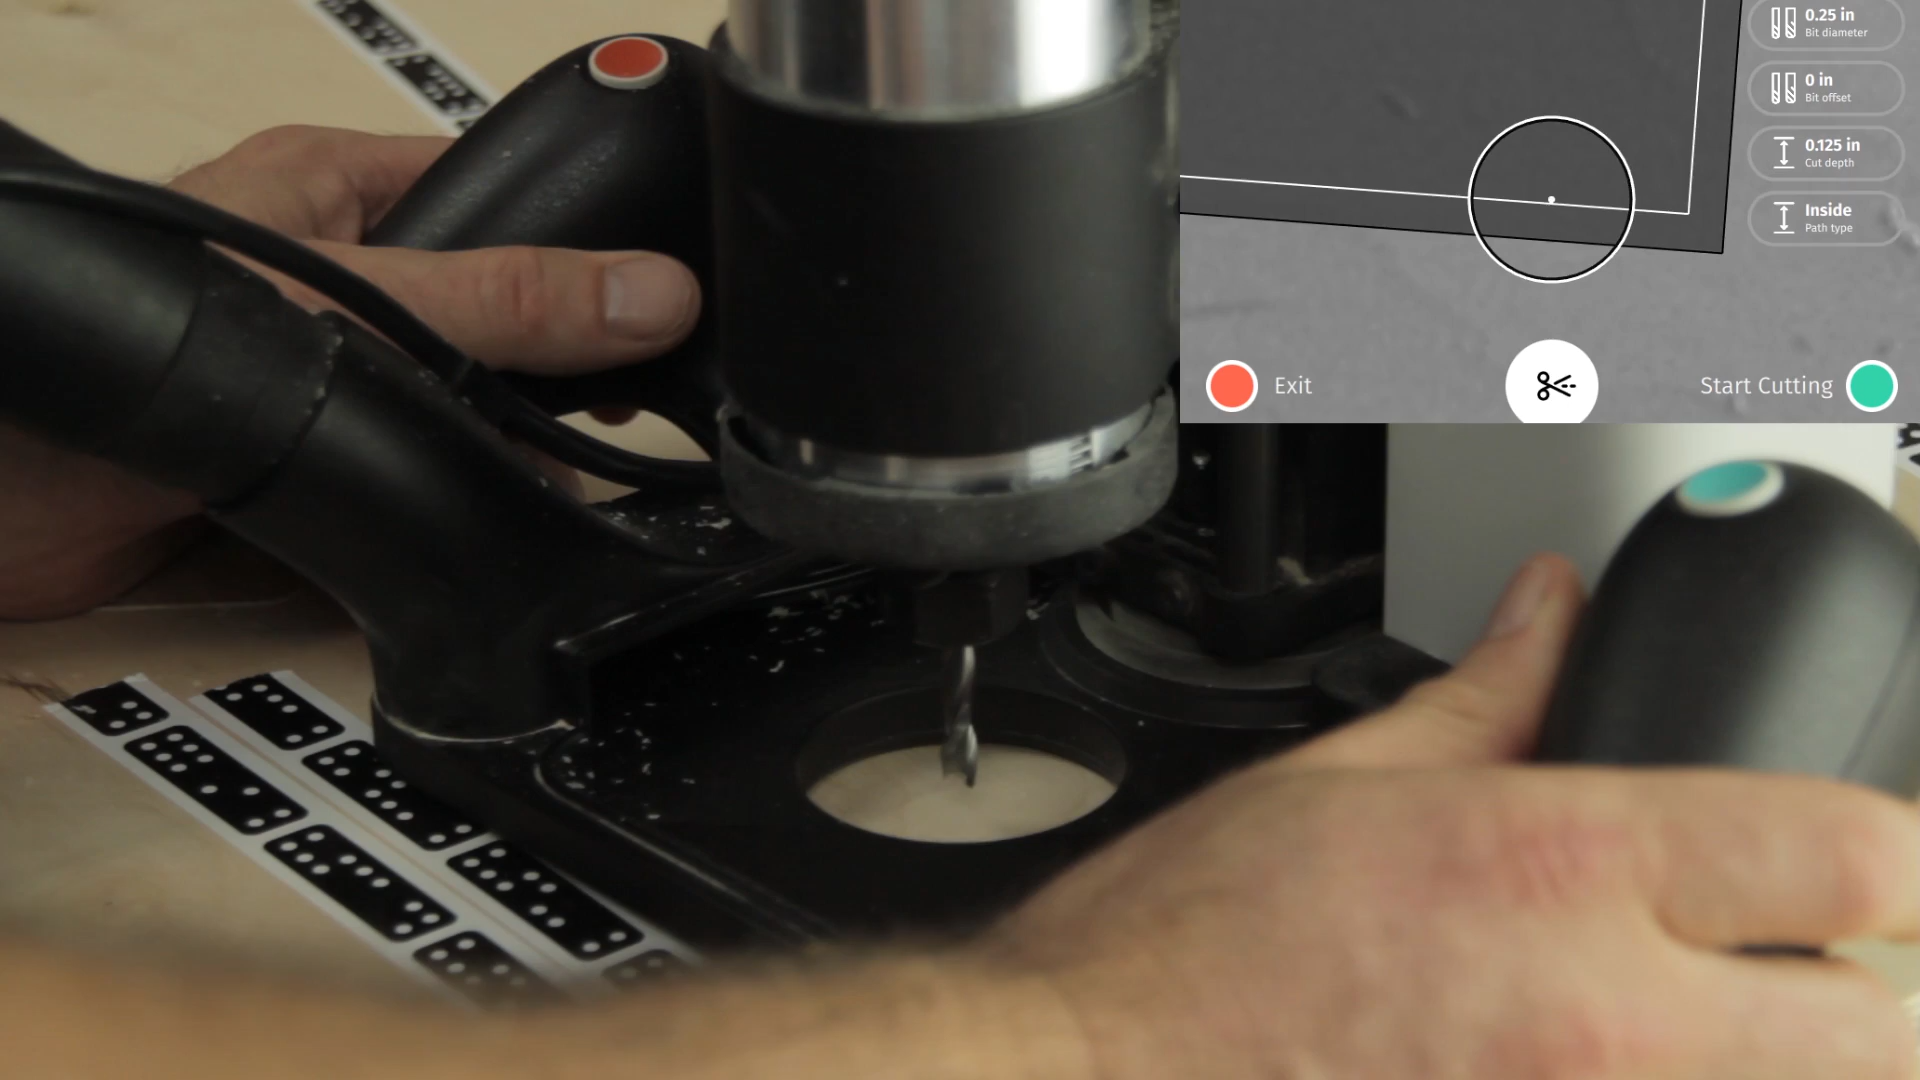 0.25 in
Bit diameter
0 in
Bit offset
0.125 in
Cut depth
Inside
Path type
Exit
Start Cutting